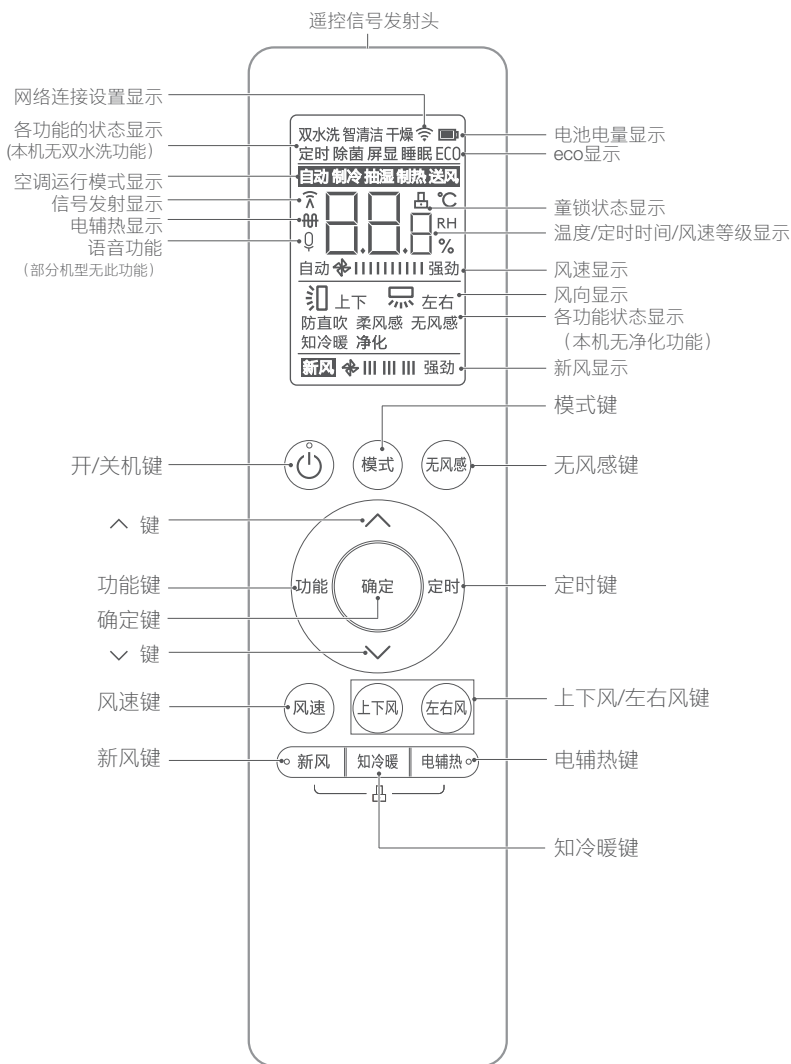 遥控信号发射头
网络连接设置显示
各功能的状态显示
(本机无双水洗功能）
空调运行模式显示
信号发射显示
电辅热显示
语音功能
（部分机型无此功能）
双水洗 智清洁 干燥
定时 除菌 屏显 睡眠 ECO
自动 制冷 抽湿 制热 送风
88.8
℃
RH
%
自动 强劲
上下 左右
防直吹 柔风感 无风感
知冷暖 净化
新风 强劲
电池电量显示
eco显示
童锁状态显示
温度/定时时间/风速等级显示
风速显示
风向显示
各功能状态显示
（本机无净化功能）
新风显示
模式键
开/关机键
模式
无风感
无风感键
︿ 键
功能键
功能
确定
定时
定时键
确定键
﹀ 键
风速键
风速
上下风
左右风
上下风/左右风键
新风键
新风
知冷暖
电辅热
电辅热键
知冷暖键